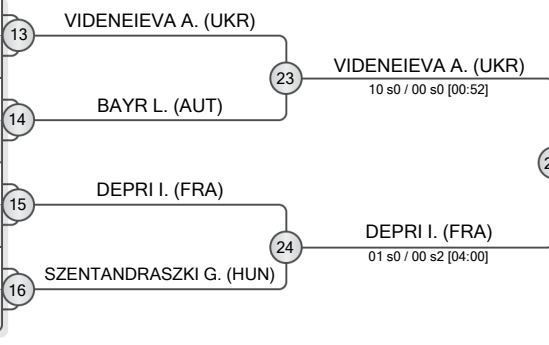 13
VIDENEIEVA A. (UKR)
23
VIDENEIEVA A. (UKR)
10 s0 / 00 s0 [00:52]
14
BAYR L. (AUT)
15
DEPRI I. (FRA)
24
DEPRI I. (FRA)
01 s0 / 00 s2 [04:00]
16
SZENTANDRASZKI G. (HUN)